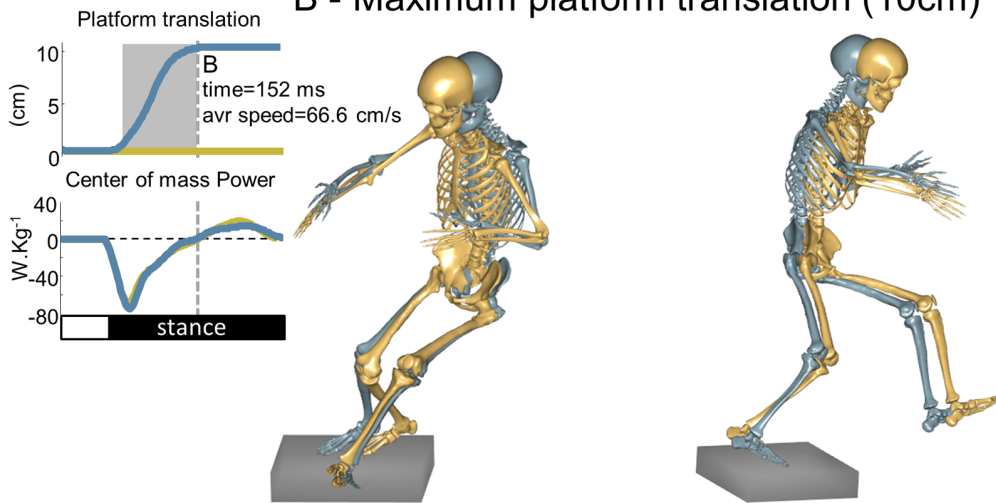 B - Maximum platform translation (10cm)
Platform translation
10
5
0
(cm)
B
time=152 ms
avr speed=66.6 cm/s
Center of mass Power
40
0
-40
-80
W.Kg-1
stance